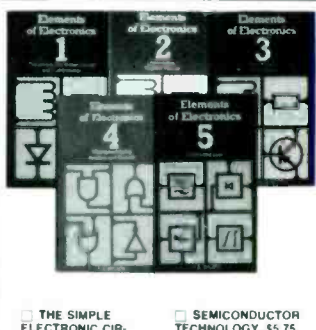 Elements
of Electronics
1
Elements
of Electronics
2
Elements
of Electronics
3
Elements
of Electronics
4
Elements
of Electronics
5
THE SIMPLE
ELECTRONIC CIR-
SEMICONDUCTOR
TECHNOLOGY. $5.75